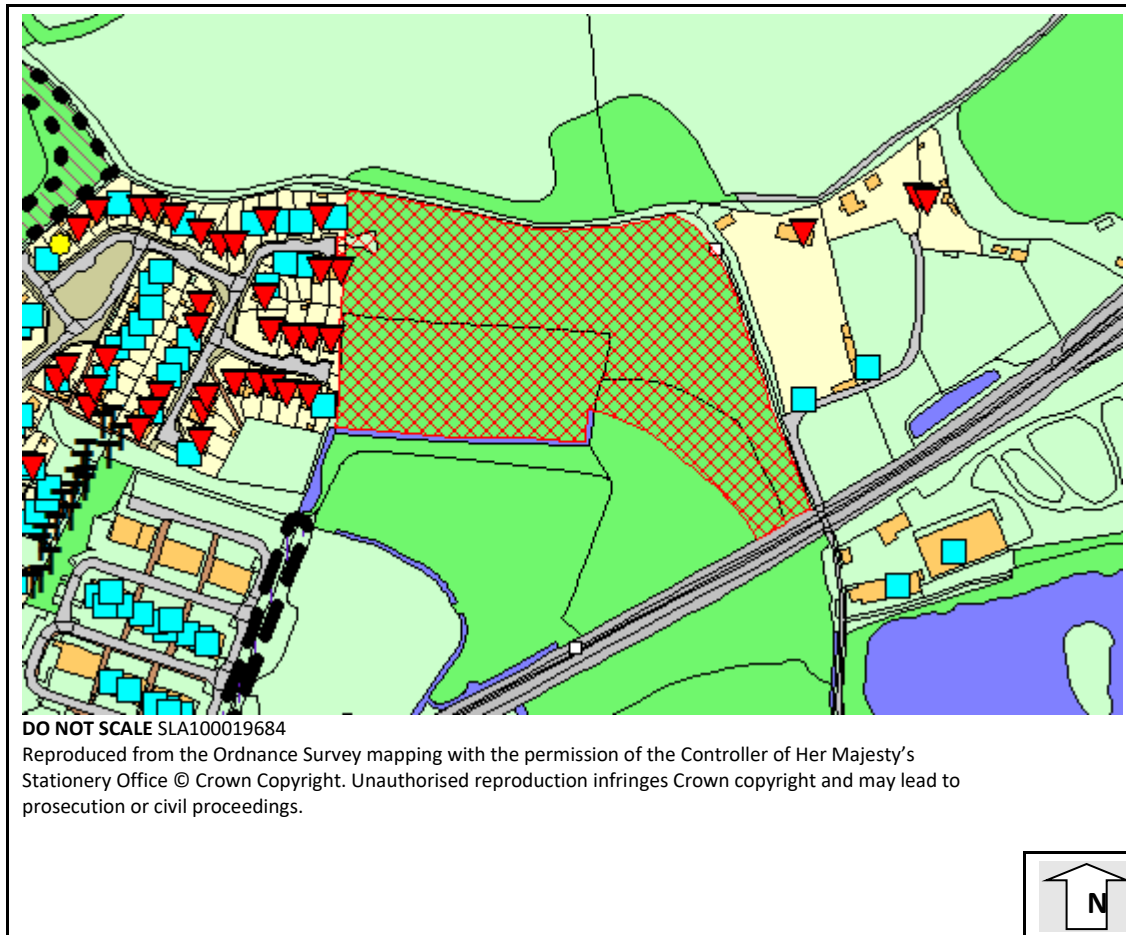 DO NOT SCALE SLA100019684
Reproduced from the Ordnance Survey mapping with the permission of the Controller of Her Majesty's
Stationery Office © Crown Copyright. Unauthorised reproduction infringes Crown copyright and may lead to
prosecution or civil proceedings.
N